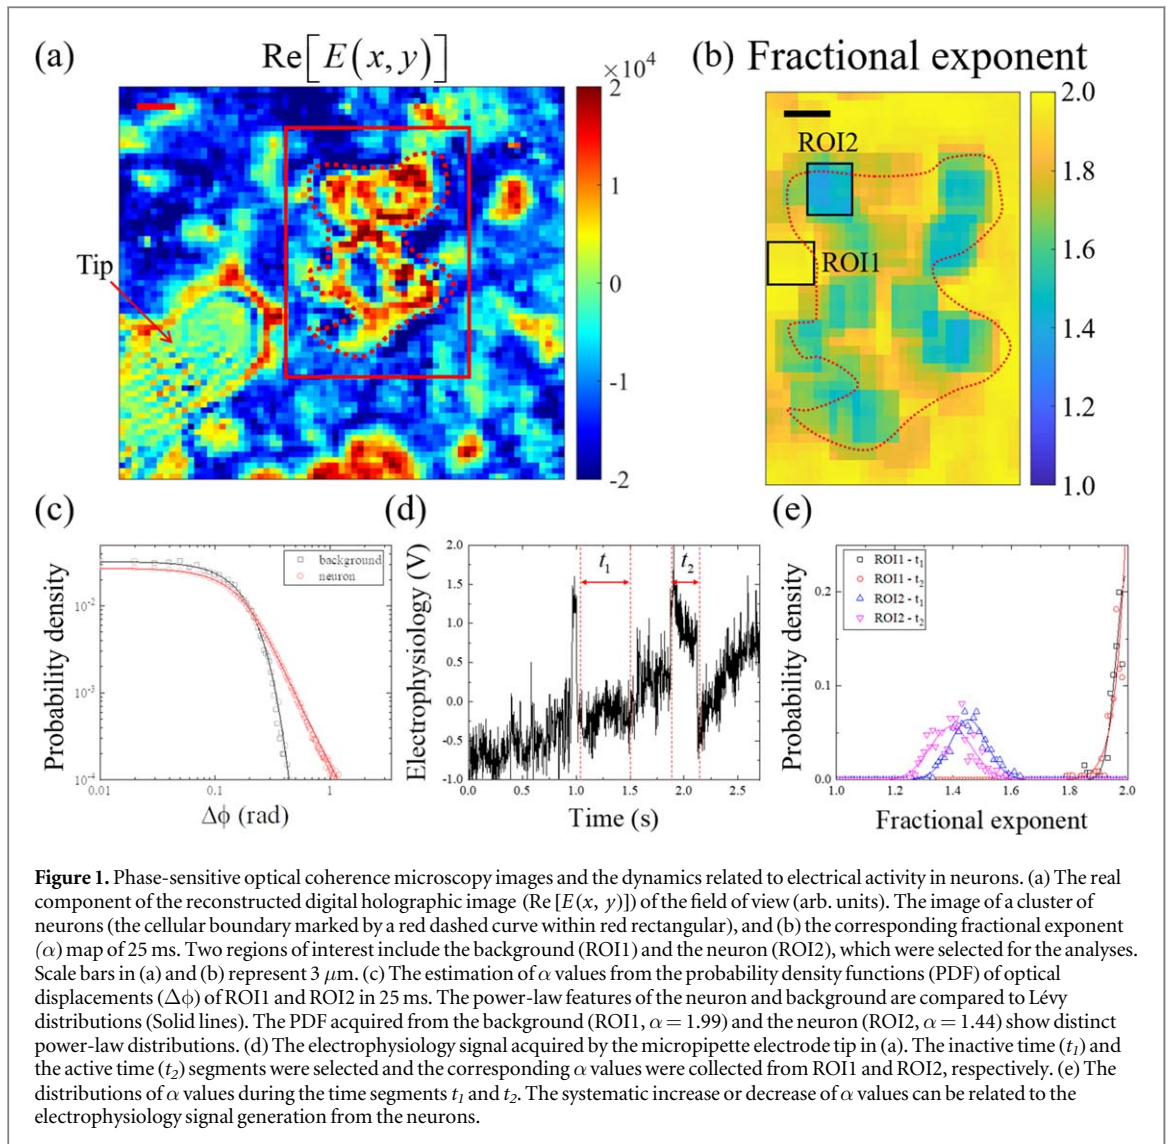 (a)
Re[E(x, y)]
×10⁴
2
1
0
-1
-2
Tip
(b) Fractional exponent
ROI2
ROI1
2.0
1.8
1.6
1.4
1.2
1.0
(c)
Probability density
10⁻²
10⁻³
10⁻⁴
0.01
0.1
1
Δϕ (rad)
background
neuron
(d)
Electrophysiology (V)
2.0
1.5
1.0
0.5
0.0
-0.5
-1.0
t₁
t₂
0.0 0.5 1.0 1.5 2.0 2.5
Time (s)
(e)
Probability density
0.2
0.1
0.0
ROI1 - t₁
ROI1 - t₂
ROI2 - t₁
ROI2 - t₂
1.0 1.2 1.4 1.6 1.8 2.0
Fractional exponent
Figure 1. Phase-sensitive optical coherence microscopy images and the dynamics related to electrical activity in neurons. (a) The real
component of the reconstructed digital holographic image (Re [E(x, y)]) of the field of view (arb. units). The image of a cluster of
neurons (the cellular boundary marked by a red dashed curve within red rectangular), and (b) the corresponding fractional exponent
(α) map of 25 ms. Two regions of interest include the background (ROI1) and the neuron (ROI2), which were selected for the analyses.
Scale bars in (a) and (b) represent 3 μm. (c) The estimation of α values from the probability density functions (PDF) of optical
displacements (Δϕ) of ROI1 and ROI2 in 25 ms. The power-law features of the neuron and background are compared to Lévy
distributions (Solid lines). The PDF acquired from the background (ROI1, α = 1.99) and the neuron (ROI2, α = 1.44) show distinct
power-law distributions. (d) The electrophysiology signal acquired by the micropipette electrode tip in (a). The inactive time (t₁) and
the active time (t₂) segments were selected and the corresponding α values were collected from ROI1 and ROI2, respectively. (e) The
distributions of α values during the time segments t₁ and t₂. The systematic increase or decrease of α values can be related to the
electrophysiology signal generation from the neurons.